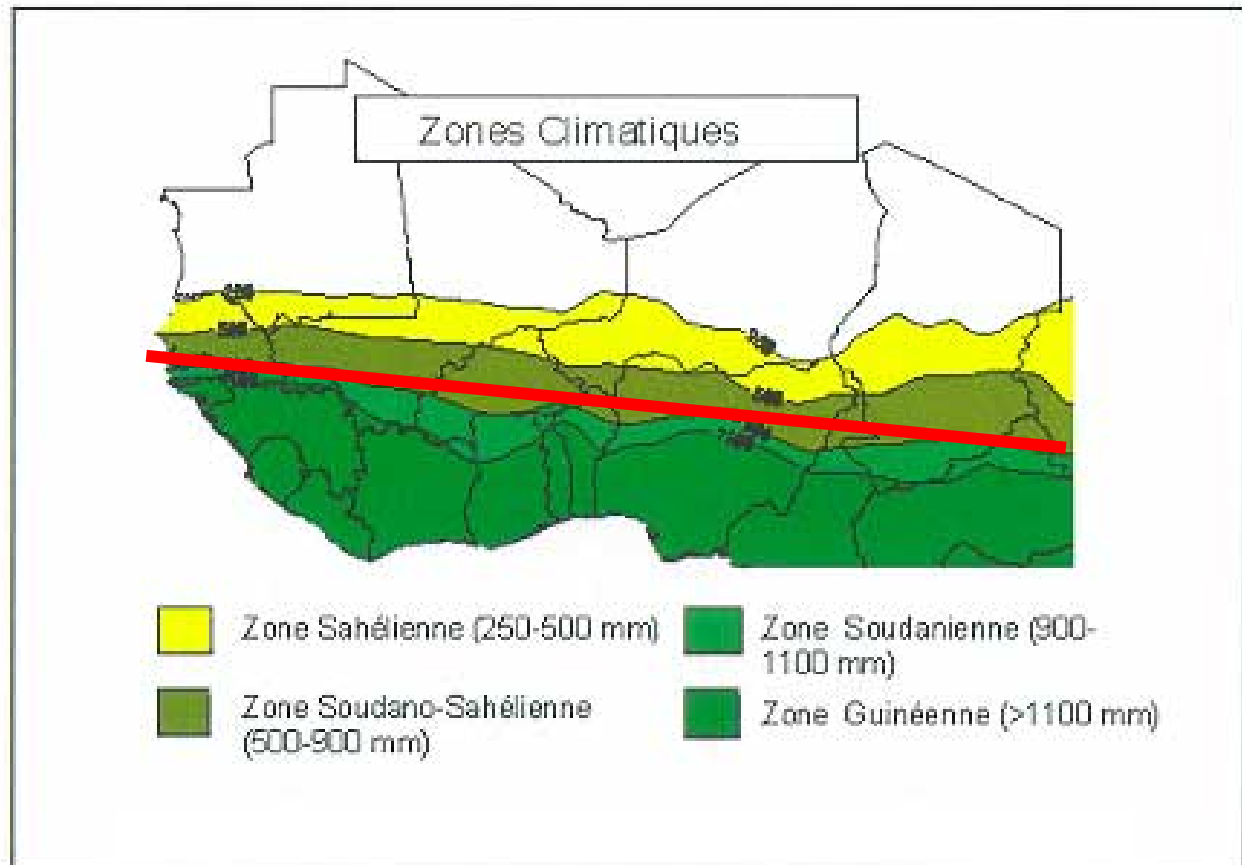 Zones Climatiques
Zone Sahélienne (250-500 mm)
Zone Soudano-Sahélienne
(500-900 mm)
Zone Soudanienne (900-
1100 mm)
Zone Guinéenne (>1100 mm)